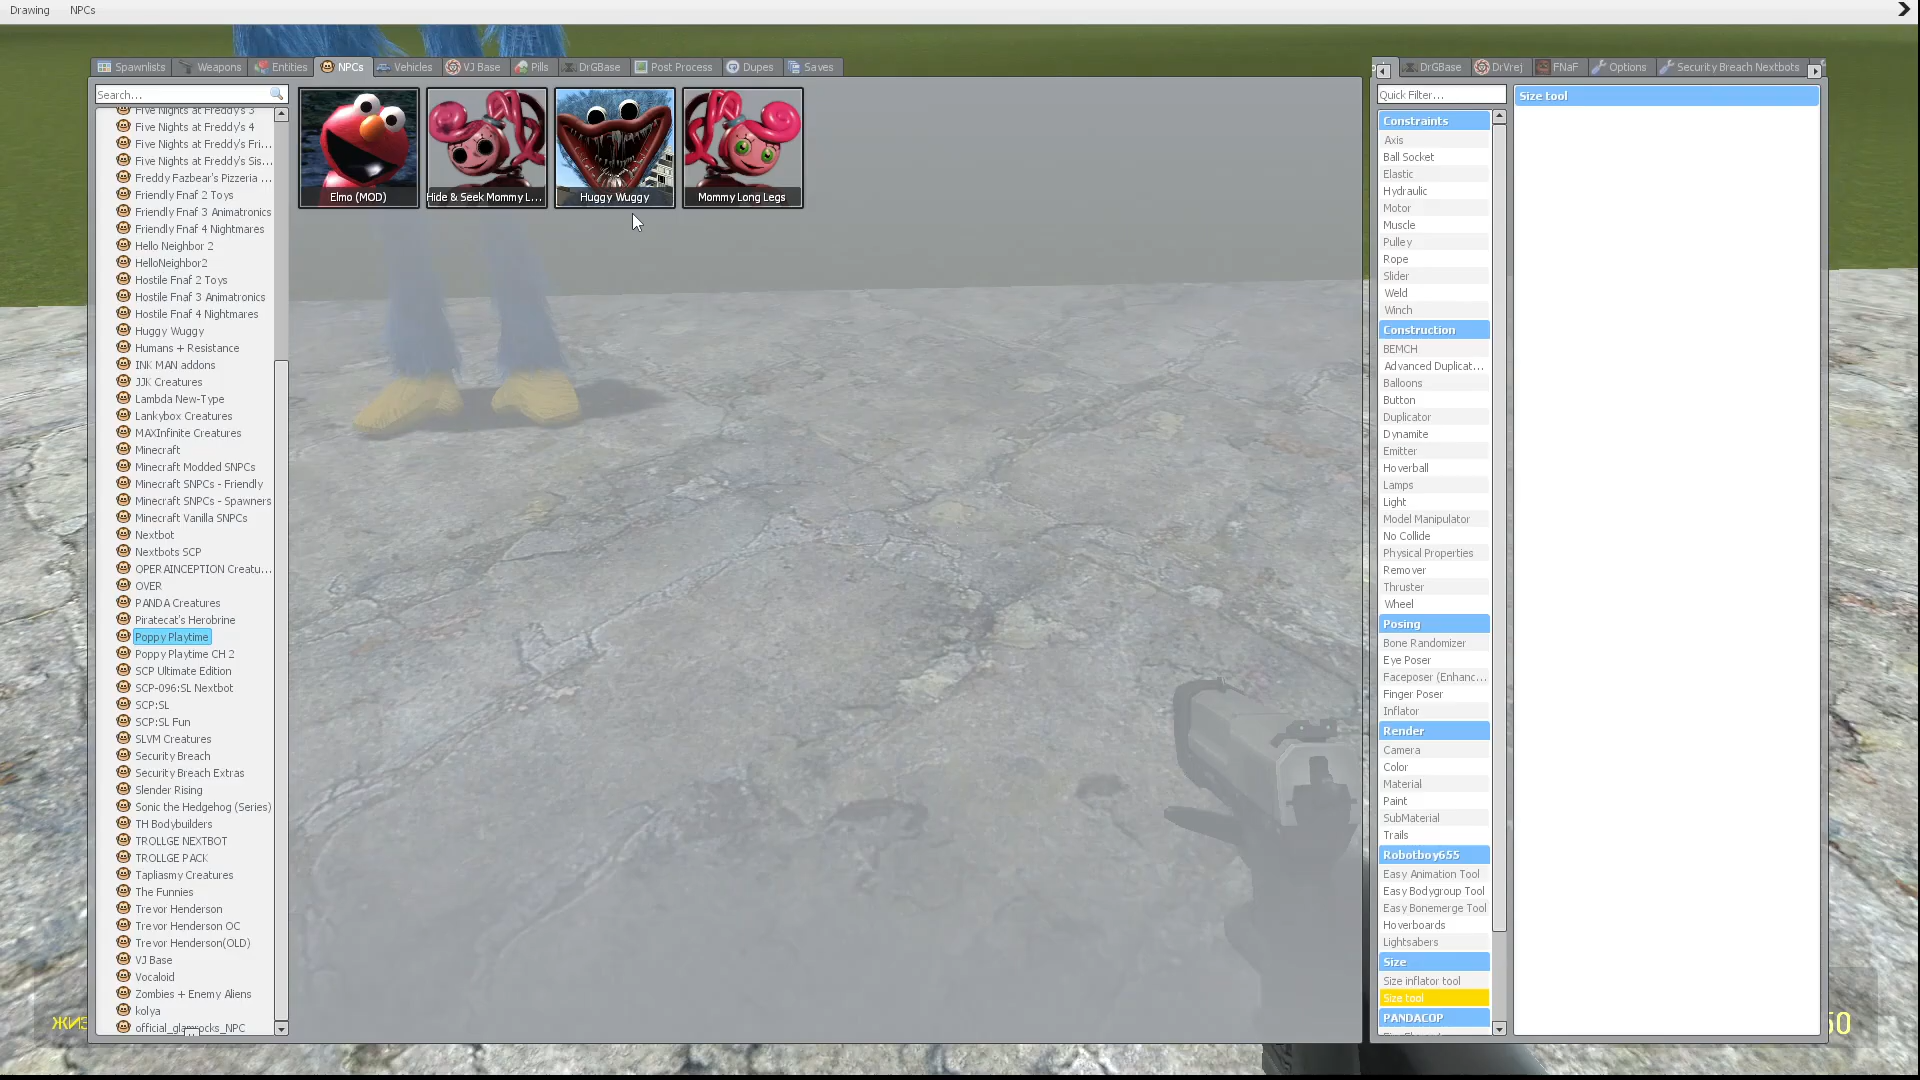 Drawing NPCs
Spawnlists Weapons Entities NPCs Vehicles VJ Base Pills DrGBase Post Process Dupes Saves
DrGBase DrVrej FNaF Options Security Breach Nextbots
Search...
Five Nights at Freddy's 3
Five Nights at Freddy's 4
Five Nights at Freddy's Fri...
Five Nights at Freddy's Sis...
Freddy Fazbear's Pizzeria ...
Friendly Fnaf 2 Toys
Friendly Fnaf 3 Animatronics
Friendly Fnaf 4 Nightmares
Hello Neighbor 2
HelloNeighbor2
Hostile Fnaf 2 Toys
Hostile Fnaf 3 Animatronics
Hostile Fnaf 4 Nightmares
Huggy Wuggy
Humans + Resistance
INK MAN addons
JJK Creatures
Lambda New-Type
Lankybox Creatures
MAXInfinite Creatures
Minecraft
Minecraft Modded SNPCs
Minecraft SNPCs - Friendly
Minecraft SNPCs - Spawners
Minecraft Vanilla SNPCs
Nextbot
Nextbots SCP
OPERAINCEPTION Creatu...
OVER
PANDA Creatures
Piratecat's Herobrine
Poppy Playtime
Poppy Playtime CH 2
SCP Ultimate Edition
SCP-096:SL Nextbot
SCP:SL
SCP:SL Fun
SLVM Creatures
Security Breach
Security Breach Extras
Slender Rising
Sonic the Hedgehog (Series)
TH Bodybuilders
TROLLGE NEXTBOT
TROLLGE PACK
Tapliasmy Creatures
The Funnies
Trevor Henderson
Trevor Henderson OC
Trevor Henderson(OLD)
VJ Base
Vocaloid
Zombies + Enemy Aliens
kolya
Elmo (MOD)
Hide & Seek Mommy L...
Huggy Wuggy
Mommy Long Legs
Quick Filter...
Constraints
Axis
Ball Socket
Elastic
Hydraulic
Motor
Muscle
Pulley
Rope
Slider
Weld
Winch
Construction
BEMCH
Advanced Duplicat...
Balloons
Button
Duplicator
Dynamite
Emitter
Hoverball
Lamps
Light
Model Manipulator
No Collide
Physical Properties
Remover
Thruster
Wheel
Posing
Bone Randomizer
Eye Poser
Faceposer (Enhanc...
Finger Poser
Inflator
Render
Camera
Color
Material
Paint
SubMaterial
Trails
Robotboy655
Easy Animation Tool
Easy Bodygroup Tool
Easy Bonemerge Tool
Hoverboards
Lightsabers
Size
Size inflator tool
Size tool
PANDACOP
Size tool